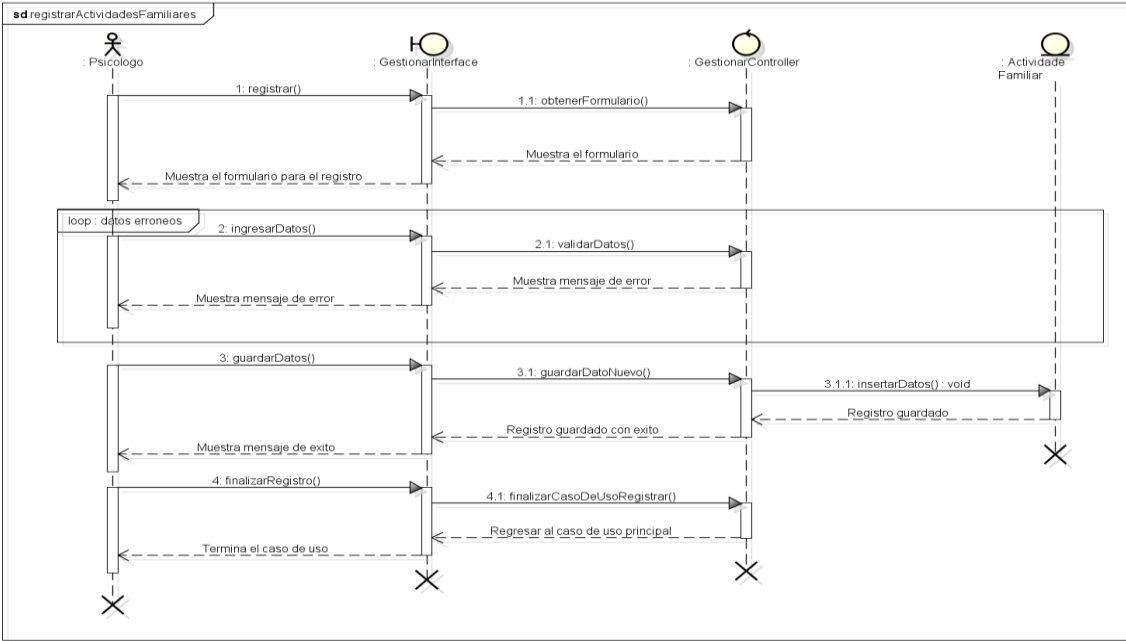 sd registrarActividadesFamiliares
: Psicologo
: GestionarInterface
: GestionarController
: Actividade
Familiar
1: registrar()
1.1: obtenerFormulario()
Muestra el formulario
Muestra el formulario para el registro
loop : datos erroneos
2: ingresarDatos()
2.1: validarDatos()
Muestra mensaje de error
Muestra mensaje de error
3: guardarDatos()
3.1: guardarDatoNuevo()
3.1.1: insertarDatos() : void
Registro guardado
Registro guardado con exito
Muestra mensaje de exito
4: finalizarRegistro()
4.1: finalizarCasoDeUsoRegistrar()
Regresar al caso de uso principal
Termina el caso de uso